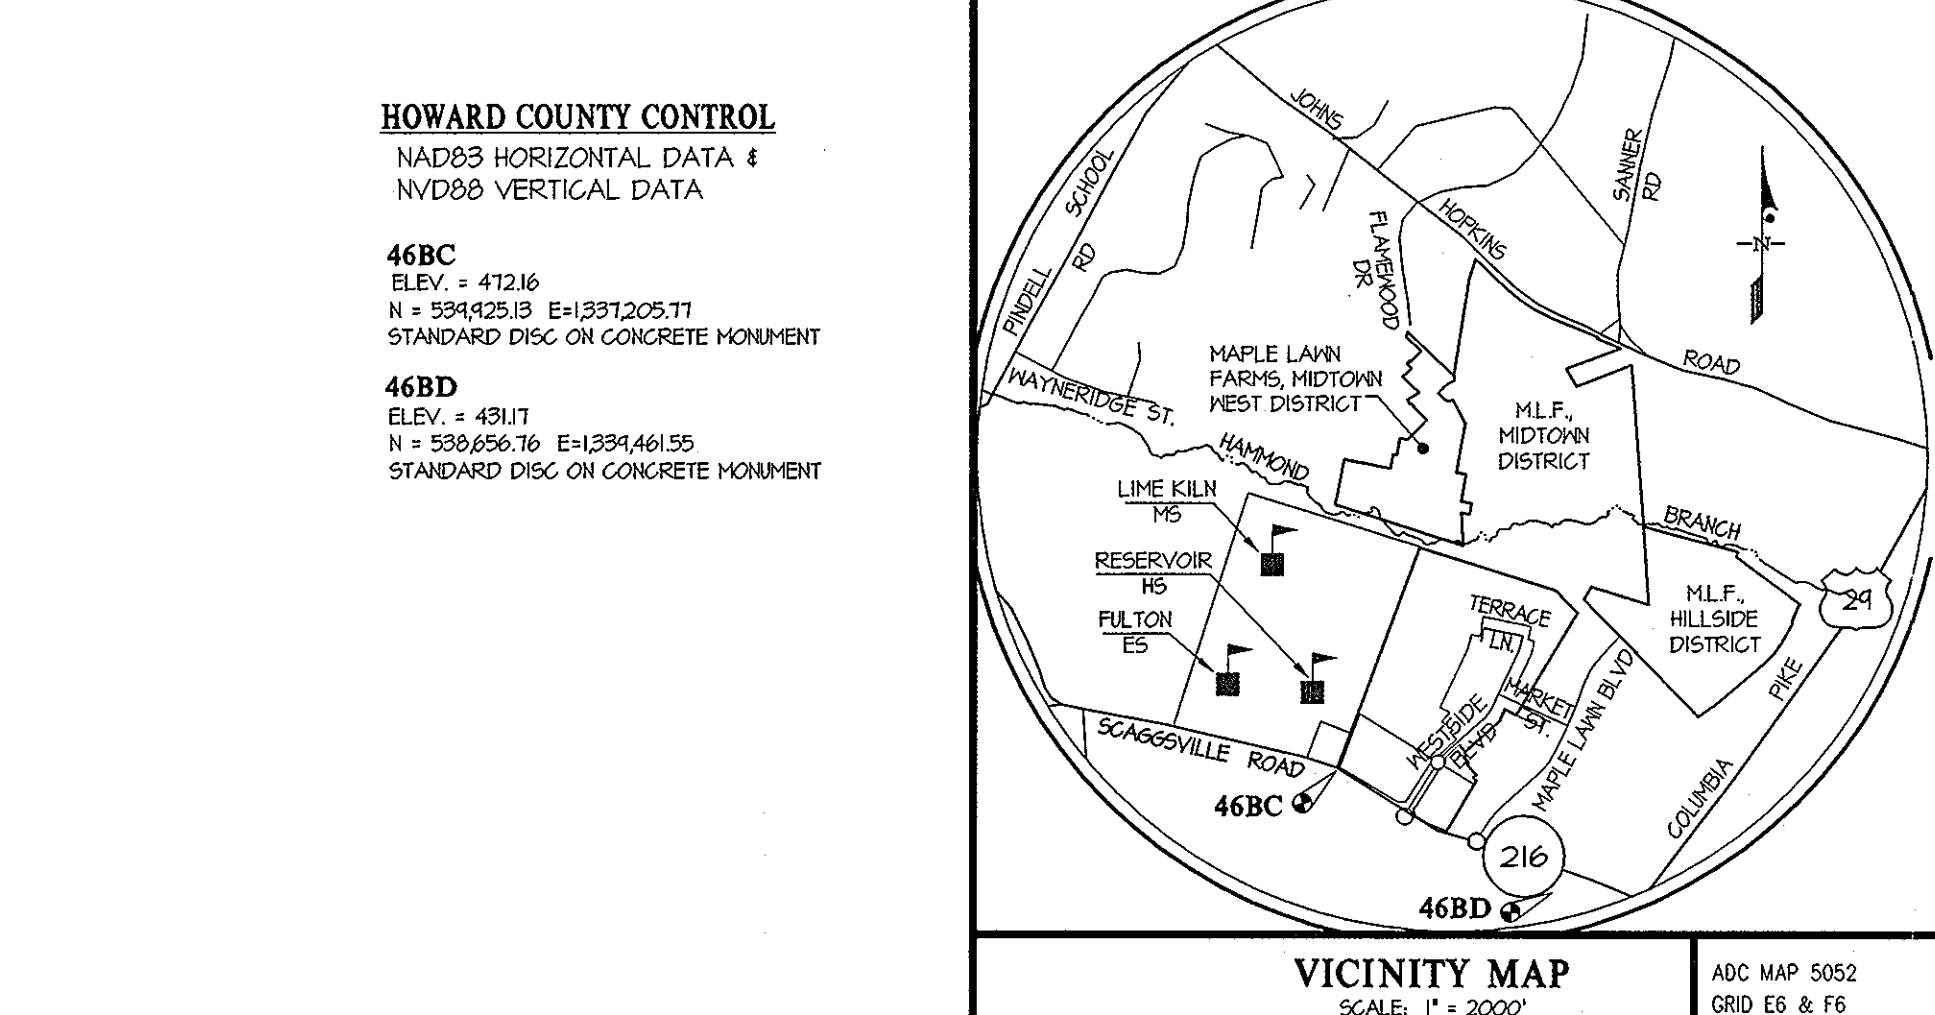 HOWARD COUNTY CONTROL
NAD83 HORIZONTAL DATA &
NVD88 VERTICAL DATA
46BC
ELEV. = 472.16
N = 539,925.13 E=1,337,205.77
STANDARD DISC ON CONCRETE MONUMENT
46BD
ELEV. = 431.17
N = 538,656.76 E=1,339,461.55
STANDARD DISC ON CONCRETE MONUMENT
JOHNS
HOPKINS
ROAD
SANNER
RD
PINDELL
SCHOOL
RD
FLAMEWOOD
DR
N
WAYNERIDGE ST.
MAPLE LAWN
FARMS, MIDTOWN
WEST DISTRICT
M.L.F.,
MIDTOWN
DISTRICT
HAMMOND
BRANCH
LIME KILN
MS
RESERVOIR
HS
FULTON
ES
TERRACE
LN.
M.L.F.,
HILLSIDE
DISTRICT
29
MARKET
ST.
WESTSIDE
BLVD
MAPLE LAWN BLVD
COLUMBIA
PIKE
SCAGGSVILLE ROAD
46BC
216
46BD
VICINITY MAP
SCALE: 1" = 2000'
ADC MAP 5052
GRID E6 & F6